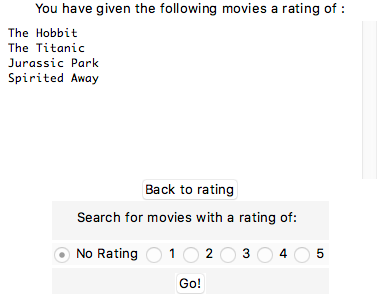 You have given the following movies a rating of :
The Hobbit
The Titanic
Jurassic Park
Spirited Away
Back to rating
Search for movies with a rating of:
No Rating 1 2 3 4 5
Go!